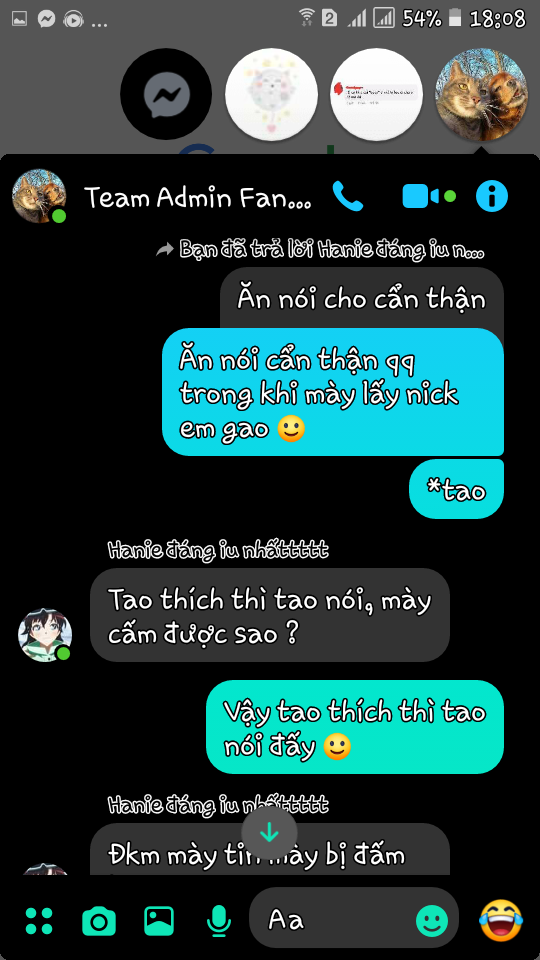 ... 2 54% 18:08
Team Admin Fan...
Bạn đã trả lời Hanie đáng iu n...
Ăn nói cho cẩn thận
Ăn nói cẩn thận qq
trong khi mày lấy nick
em gao 🙂
*tao
Hanie đáng iu nhấttttt
Tao thích thì tao nói, mày
cấm được sao ?
Vậy tao thích thì tao
nói đấy 🙂
Hanie đáng iu nhấttttt
Đkm mày tin mày bị đấm
Aa